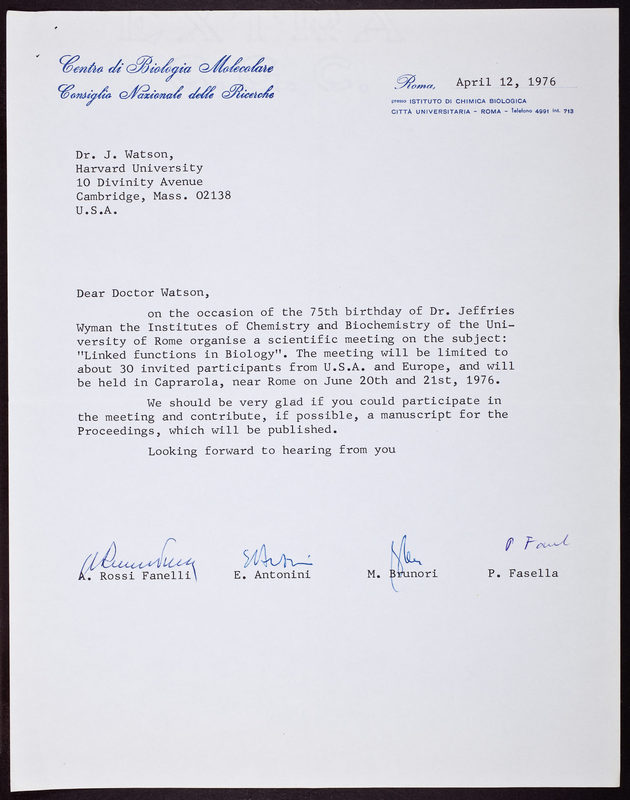 Centro di Biologia Molecolare
Consiglio Nazionale delle Ricerche
Roma, April 12, 1976
presso ISTITUTO DI CHIMICA BIOLOGICA
CITTÀ UNIVERSITARIA - ROMA - Telefono 4991 int. 713
Dr. J. Watson,
Harvard University
10 Divinity Avenue
Cambridge, Mass. 02138
U.S.A.
Dear Doctor Watson,
on the occasion of the 75th birthday of Dr. Jeffries
Wyman the Institutes of Chemistry and Biochemistry of the Uni-
versity of Rome organise a scientific meeting on the subject:
"Linked functions in Biology". The meeting will be limited to
about 30 invited participants from U.S.A. and Europe, and will
be held in Caprarola, near Rome on June 20th and 21st, 1976.
We should be very glad if you could participate in
the meeting and contribute, if possible, a manuscript for the
Proceedings, which will be published.
Looking forward to hearing from you
A. Rossi Fanelli E. Antonini M. Brunori P. Fasella